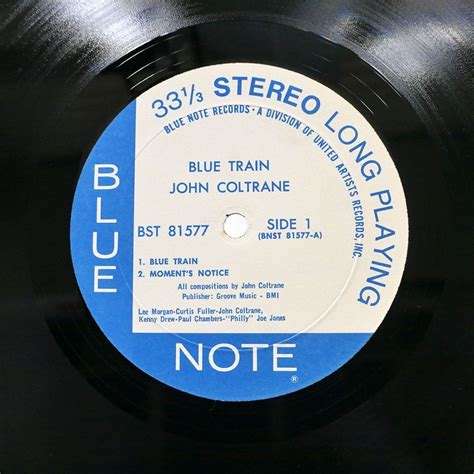 33⅓ STEREO LONG PLAYING
BLUE NOTE RECORDS • A DIVISION OF UNITED ARTISTS RECORDS, INC.
BLUE TRAIN
JOHN COLTRANE
BST 81577
SIDE 1
(BNST 81577-A)
1. BLUE TRAIN
2. MOMENT'S NOTICE
All compositions by John Coltrane
Publisher: Groove Music - BMI
Lee Morgan-Curtis Fuller-John Coltrane,
Kenny Drew-Paul Chambers-"Philly" Joe Jones
BLUE
NOTE
®